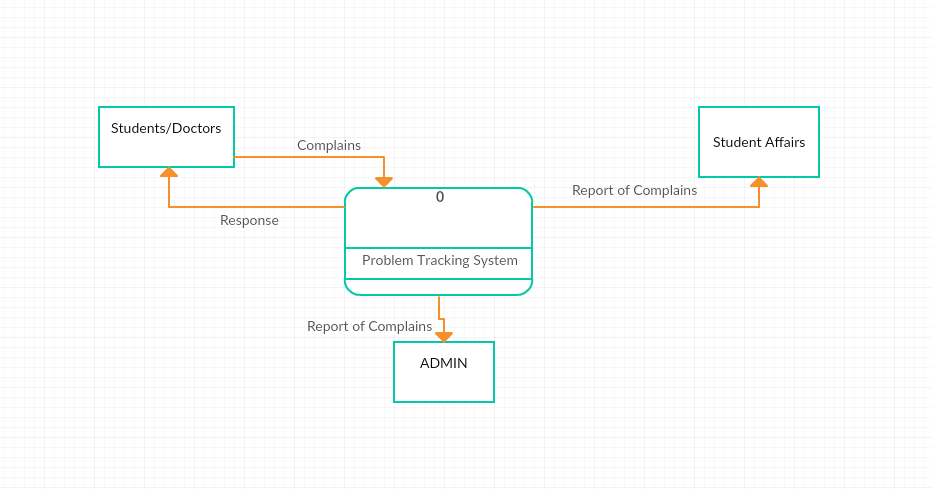 Students/Doctors
Complains
Student Affairs
Report of Complains
0
Response
Problem Tracking System
Report of Complains
ADMIN